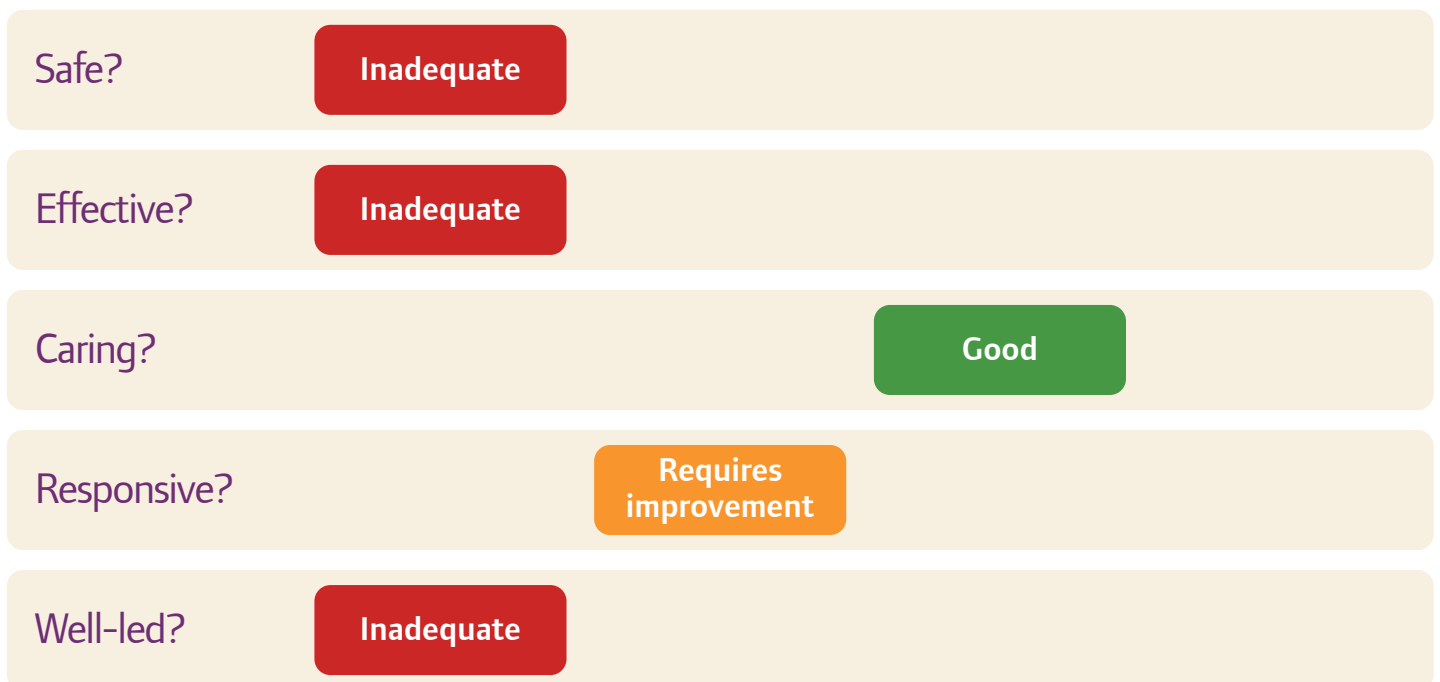 Safe?
Inadequate
Effective?
Inadequate
Caring?
Good
Responsive?
Requires
improvement
Well-led?
Inadequate